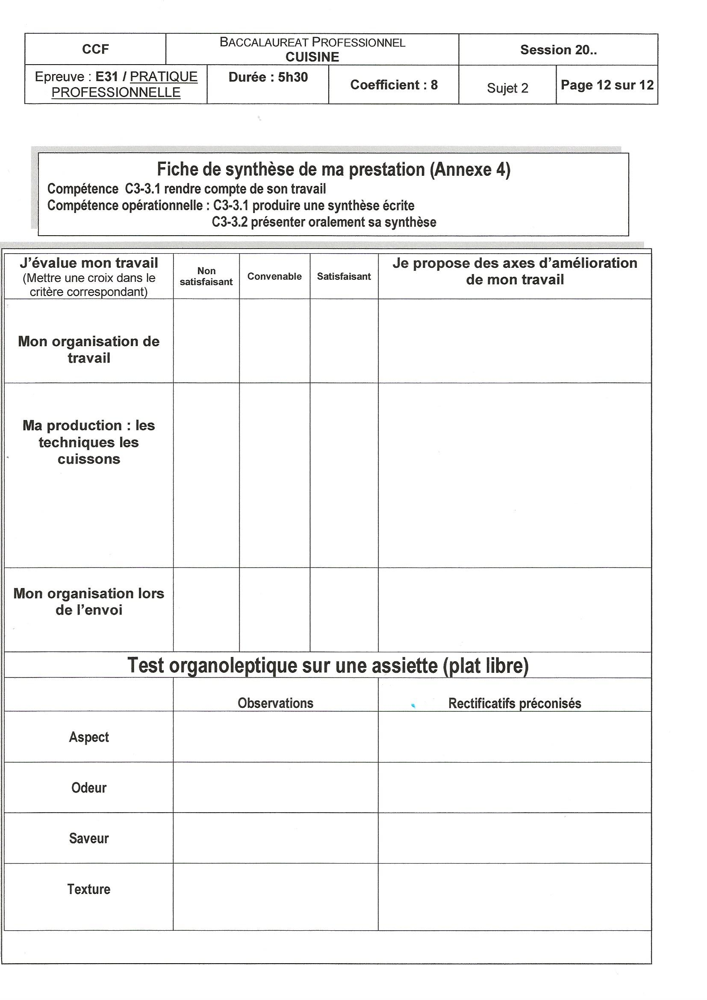 CCF
BACCALAUREAT PROFESSIONNEL
CUISINE
Session 20..
Epreuve : E31 / PRATIQUE
PROFESSIONNELLE
Durée : 5h30
Coefficient : 8
Sujet 2
Page 12 sur 12
Fiche de synthèse de ma prestation (Annexe 4)
Compétence C3-3.1 rendre compte de son travail
Compétence opérationnelle : C3-3.1 produire une synthèse écrite
C3-3.2 présenter oralement sa synthèse
J'évalue mon travail
(Mettre une croix dans le
critère correspondant)
Non
satisfaisant
Convenable
Satisfaisant
Je propose des axes d'amélioration
de mon travail
Mon organisation de
travail
Ma production : les
techniques les
cuissons
Mon organisation lors
de l'envoi
Test organoleptique sur une assiette (plat libre)
Observations
Rectificatifs préconisés
Aspect
Odeur
Saveur
Texture